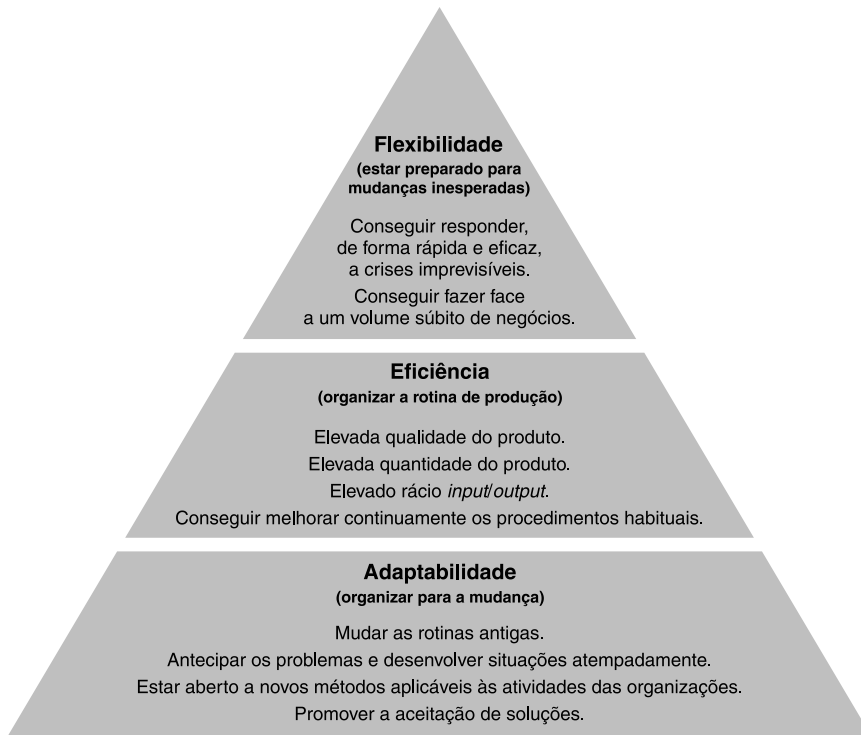 Flexibilidade
(estar preparado para
mudanças inesperadas)
Conseguir responder,
de forma rápida e eficaz,
a crises imprevisíveis.
Conseguir fazer face
a um volume súbito de negócios.
Eficiência
(organizar a rotina de produção)
Elevada qualidade do produto.
Elevada quantidade do produto.
Elevado rácio input/output.
Conseguir melhorar continuamente os procedimentos habituais.
Adaptabilidade
(organizar para a mudança)
Mudar as rotinas antigas.
Antecipar os problemas e desenvolver situações atempadamente.
Estar aberto a novos métodos aplicáveis às atividades das organizações.
Promover a aceitação de soluções.